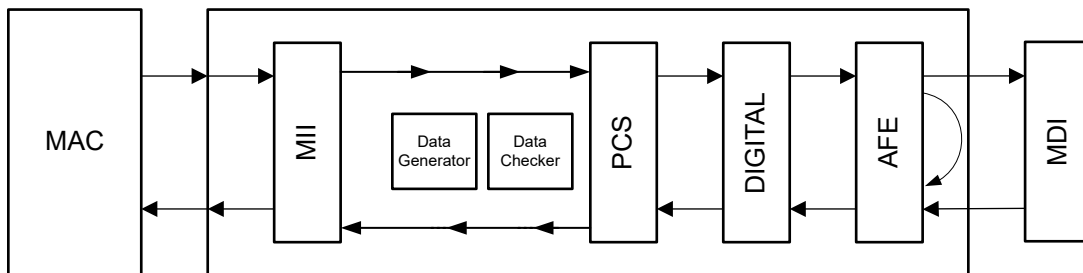 MAC
MII
Data
Generator
Data
Checker
PCS
DIGITAL
AFE
MDI